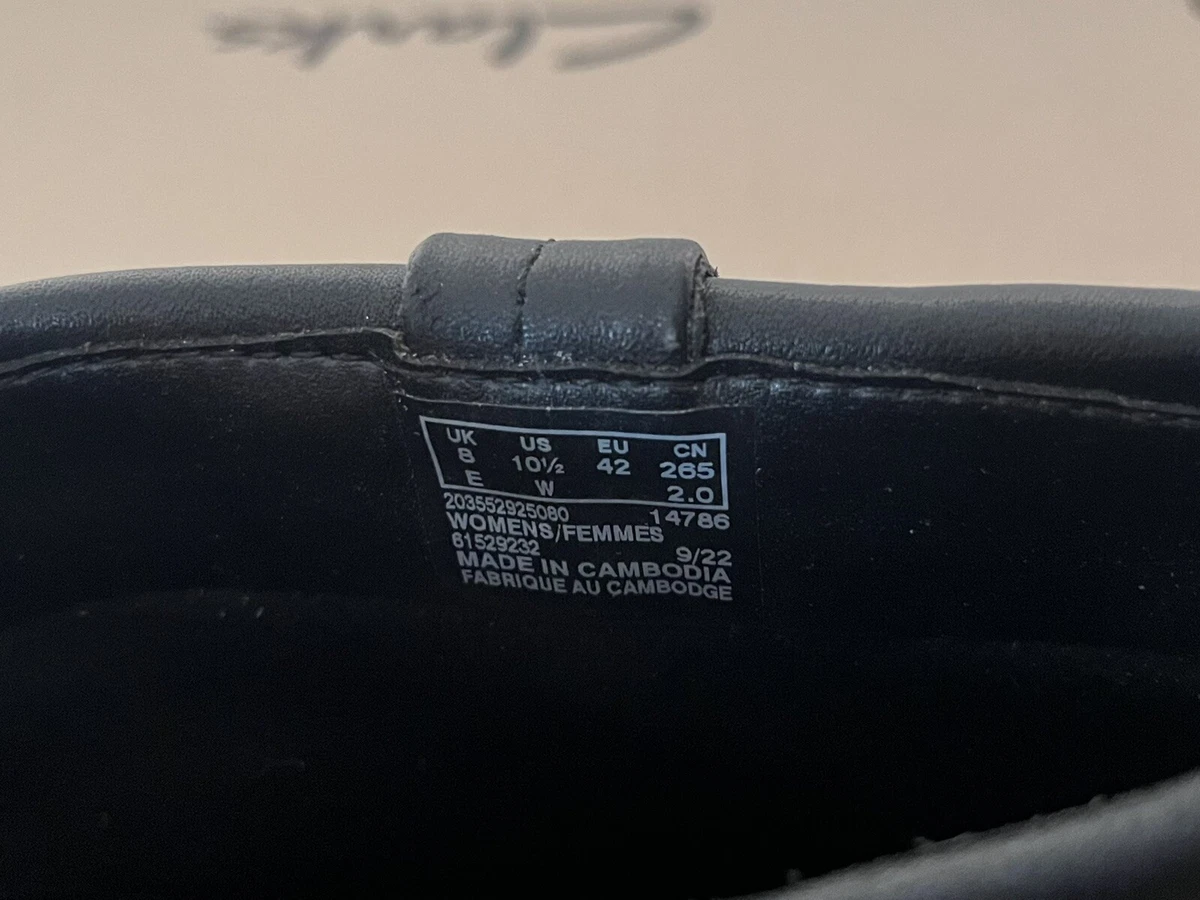 Clarks
UK US EU CN
8 10½ 42 265
E W 2.0
203552925080 14786
WOMENS/FEMMES
61529232 9/22
MADE IN CAMBODIA
FABRIQUE AU CAMBODGE